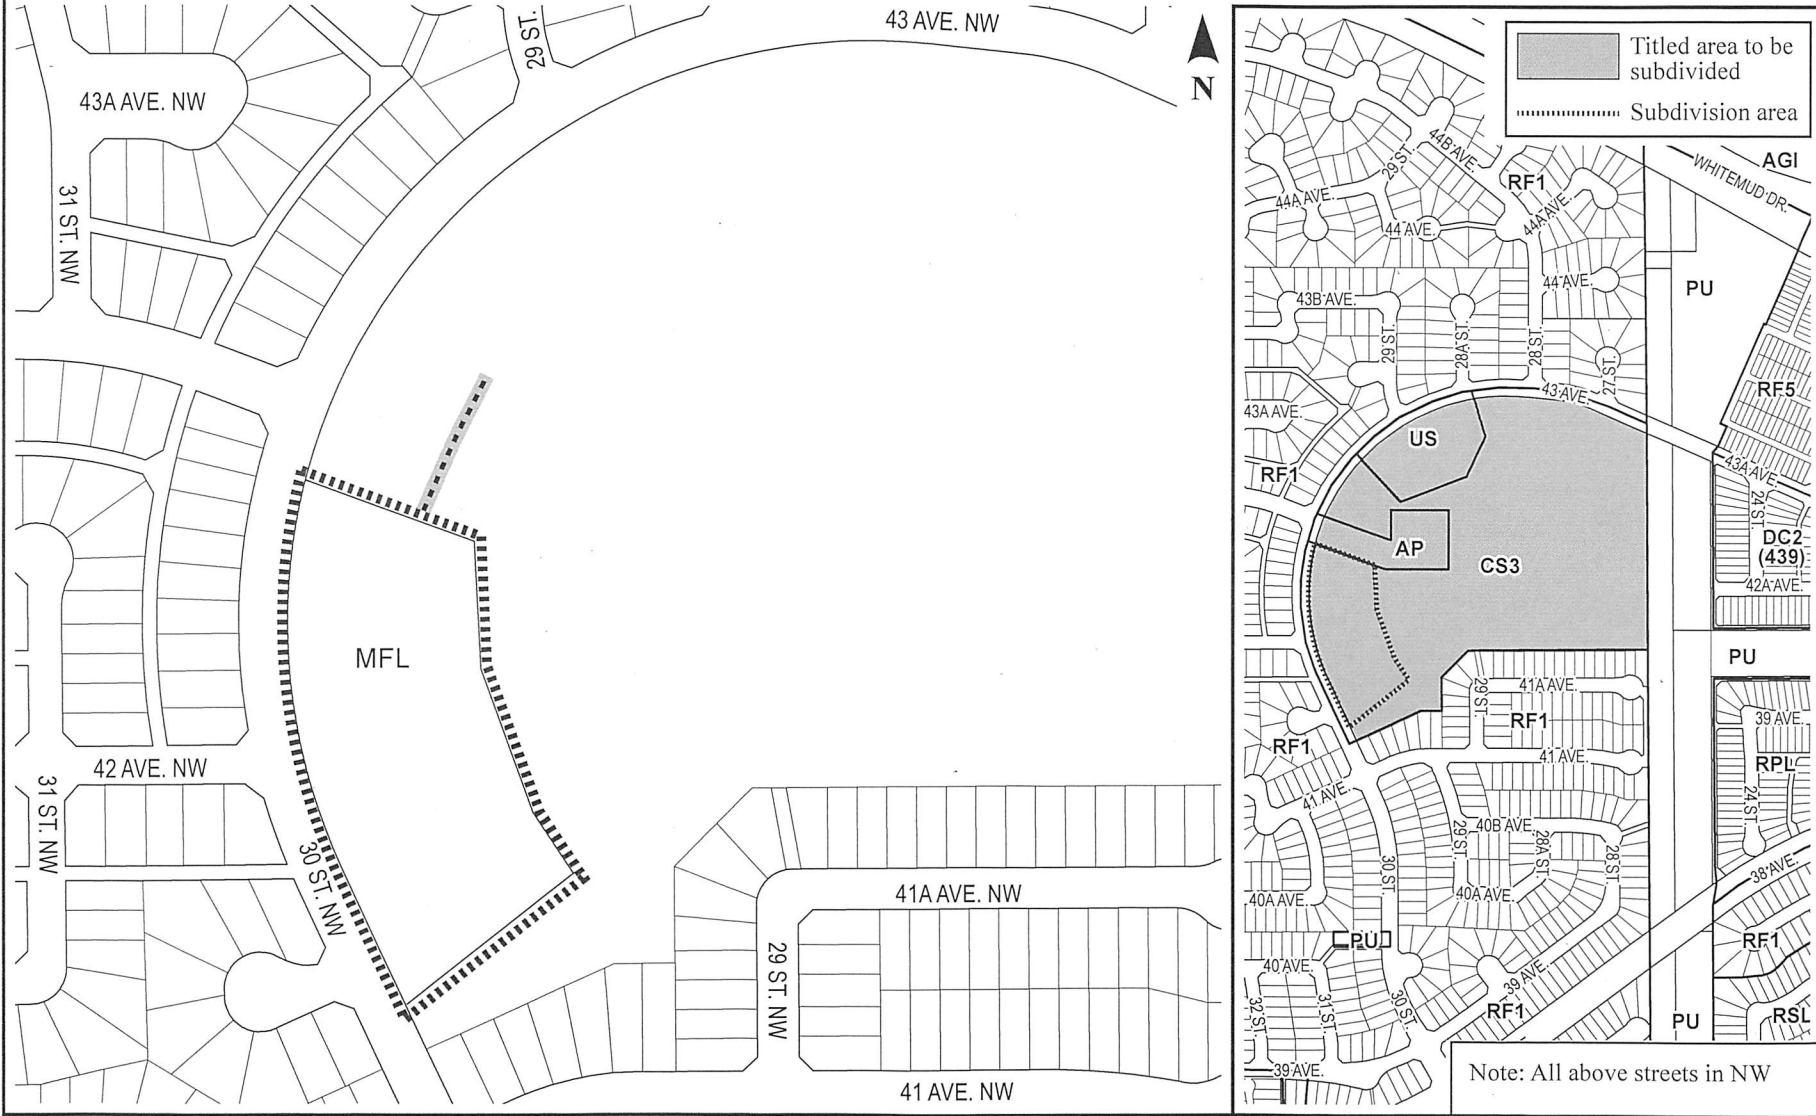 43 AVE. NW
29 ST.
43A AVE. NW
N
31 ST. NW
MFL
42 AVE. NW
31 ST. NW
30 ST. NW
41A AVE. NW
29 ST. NW
41 AVE. NW
Titled area to be
subdivided
Subdivision area
AGI
WHITEMUD DR.
44B AVE.
29 ST.
RF1
44A AVE.
44A AVE.
44 AVE.
44 AVE.
PU
43B AVE.
29 ST.
28A ST.
28 ST.
27 ST.
RF5
43 AVE.
43A AVE.
US
RF1
43A AVE.
24 ST.
DC2
(439)
AP
CS3
42A AVE.
PU
29 ST.
41A AVE.
RF1
39 AVE.
RF1
41 AVE.
RPL
41 AVE.
24 ST.
29 ST.
40B AVE.
28A ST.
28 ST.
30 ST.
38 AVE.
40A AVE.
40A AVE.
PU
RF1
40 AVE.
39 AVE.
32 ST.
31 ST.
30 ST.
RF1
PU
RSL
39 AVE.
Note: All above streets in NW